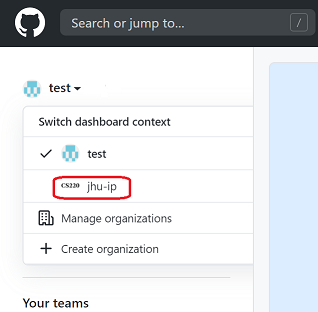 Search or jump to...
/
test
Switch dashboard context
test
CS220 jhu-ip
Manage organizations
Create organization
Your teams